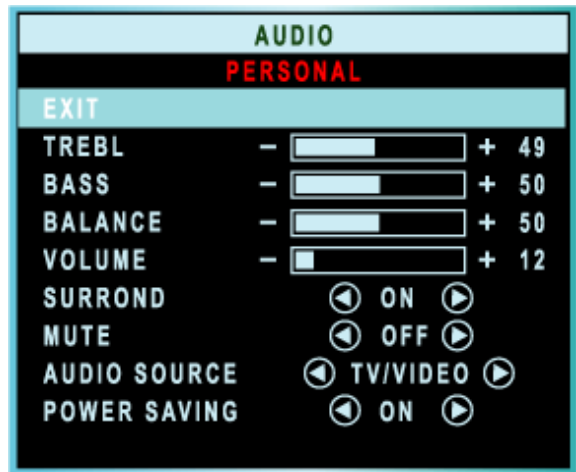 AUDIO
PERSONAL
EXIT
TREBL - + 49
BASS - + 50
BALANCE - + 50
VOLUME - + 12
SURROND ON
MUTE OFF
AUDIO SOURCE TV/VIDEO
POWER SAVING ON